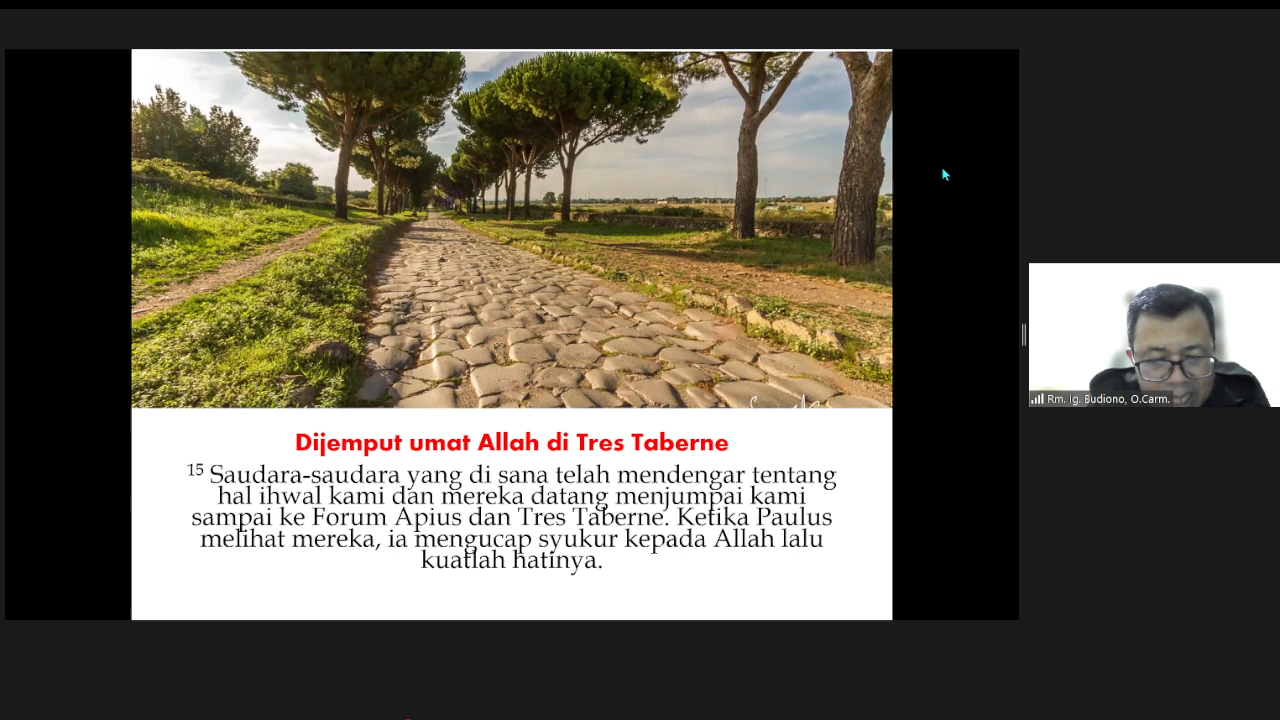 Dijemput umat Allah di Tres Taberne
15 Saudara-saudara yang di sana telah mendengar tentang
hal ihwal kami dan mereka datang menjumpai kami
sampai ke Forum Apius dan Tres Taberne. Ketika Paulus
melihat mereka, ia mengucap syukur kepada Allah lalu
kuatlah hatinya.
Rm. Ig. Budiono, O.Carm.